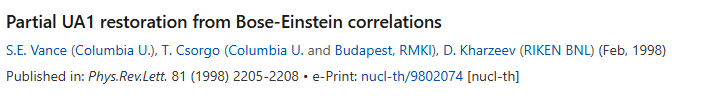 Partial UA1 restoration from Bose-Einstein correlations
S.E. Vance (Columbia U.), T. Csorgo (Columbia U. and Budapest, RMKI), D. Kharzeev (RIKEN BNL) (Feb, 1998)
Published in: Phys.Rev.Lett. 81 (1998) 2205-2208 • e-Print: nucl-th/9802074 [nucl-th]